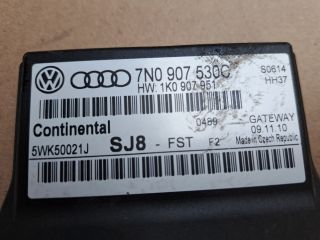 7N0 907 530C S0614
HW: 1K0 907 951 HH37
Continental 0489 GATEWAY
09.11.10
5WK50021J SJ8 - FST F2 Made in Czech Republic